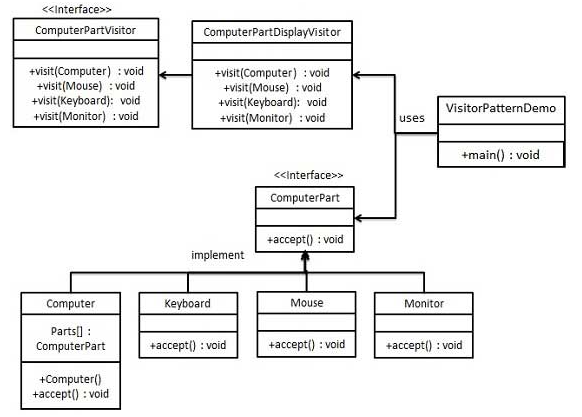 <<Interface>>
ComputerPartVisitor
+visit(Computer) : void
+visit(Mouse) : void
+visit(Keyboard): void
+visit(Monitor) : void
ComputerPartDisplayVisitor
+visit(Computer) : void
+visit(Mouse) : void
+visit(Keyboard): void
+visit(Monitor) : void
uses
VisitorPatternDemo
+main() : void
<<Interface>>
ComputerPart
+accept() : void
implement
Computer
Parts[] :
ComputerPart
+Computer()
+accept() : void
Keyboard
+accept() : void
Mouse
+accept() : void
Monitor
+accept() : void